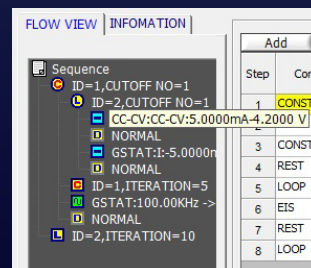 FLOW VIEW INFOMATION
Sequence
C ID=1,CUTOFF NO=1
L ID=2,CUTOFF NO=1
CC-CV:CC-CV:5.0000mA-4.2000 V
D NORMAL
GSTAT:I:-5.0000m
D NORMAL
C ID=1,ITERATION=5
GSTAT:100.00KHz ->
D NORMAL
L ID=2,ITERATION=10
Add
Step Con
1 CONST
3 CONST
4 REST
5 LOOP
6 EIS
7 REST
8 LOOP